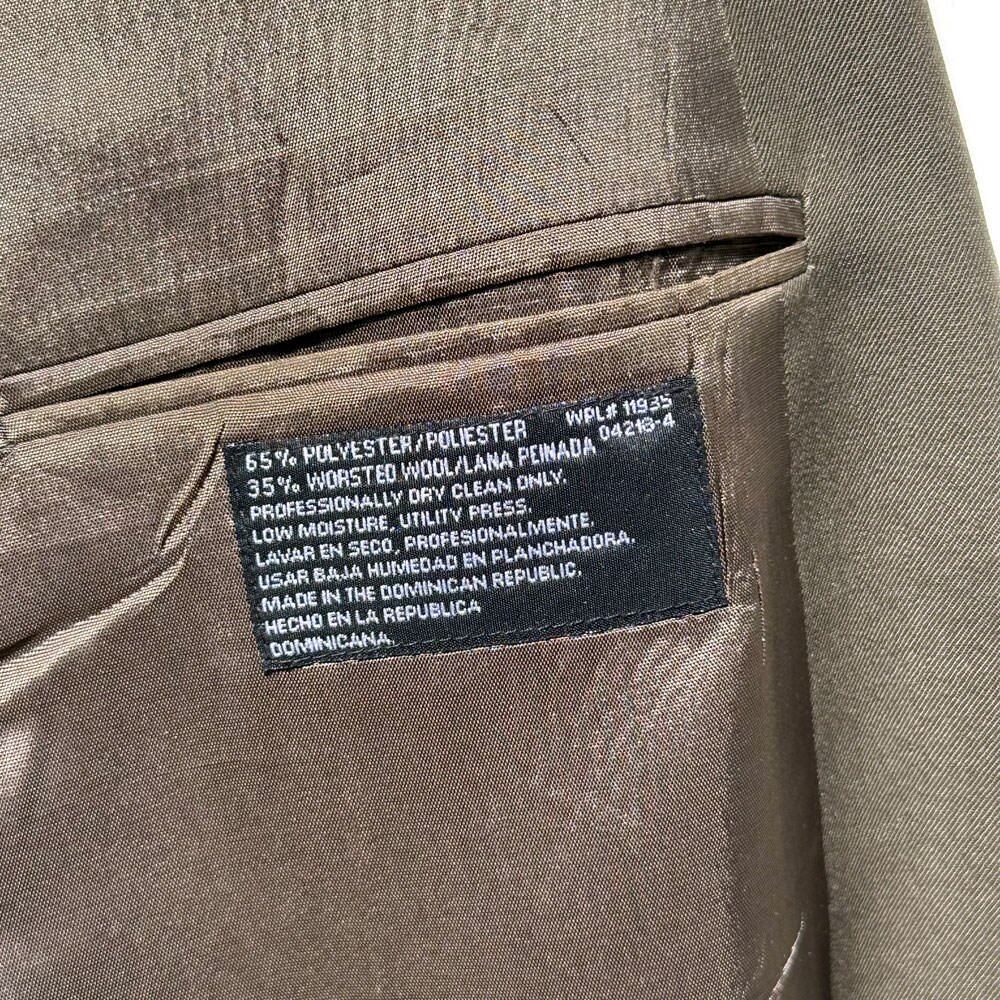 WPL# 11935
65% POLYESTER/POLIESTER 04216-4
35% WORSTED WOOL/LANA PEINADA
PROFESSIONALLY DRY CLEAN ONLY.
LOW MOISTURE, UTILITY PRESS.
LAVAR EN SECO, PROFESIONALMENTE.
USAR BAJA HUMEDAD EN PLANCHADORA.
MADE IN THE DOMINICAN REPUBLIC.
HECHO EN LA REPUBLICA
DOMINICANA.